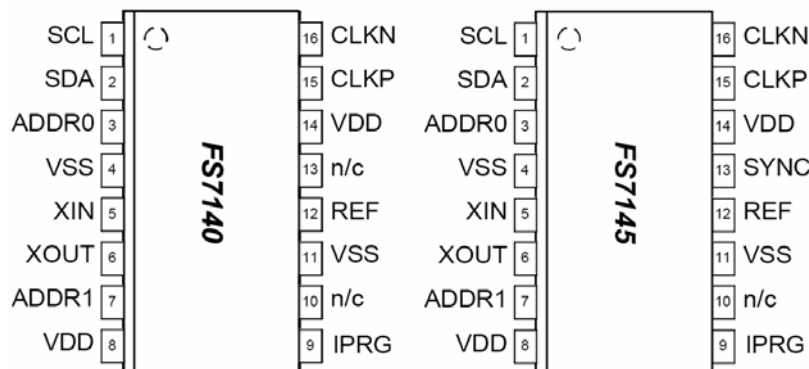 SCL 1 16 CLKN SCL 1 16 CLKN
SDA 2 15 CLKP SDA 2 15 CLKP
ADDR0 3 14 VDD ADDR0 3 14 VDD
VSS 4 13 n/c VSS 4 13 SYNC
XIN 5 12 REF XIN 5 12 REF
XOUT 6 11 VSS XOUT 6 11 VSS
ADDR1 7 10 n/c ADDR1 7 10 n/c
VDD 8 9 IPRG VDD 8 9 IPRG
FS7140
FS7145